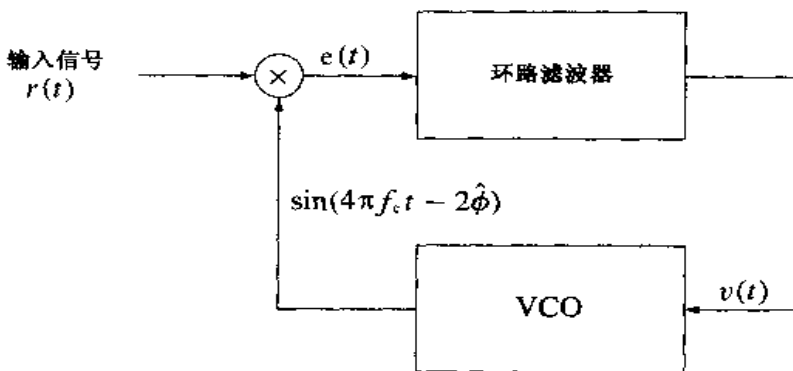 输入信号
r(t)
×
e(t)
环路滤波器
sin(4πf_c t − 2φ̂)
VCO
v(t)